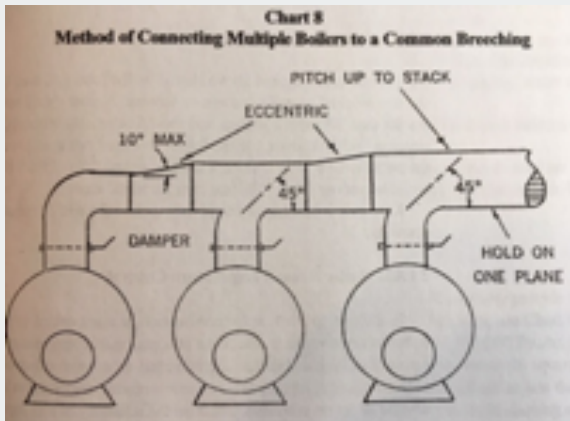 Chart 8
Method of Connecting Multiple Boilers to a Common Breeching
PITCH UP TO STACK
ECCENTRIC
10° MAX
45°
45°
DAMPER
HOLD ON
ONE PLANE